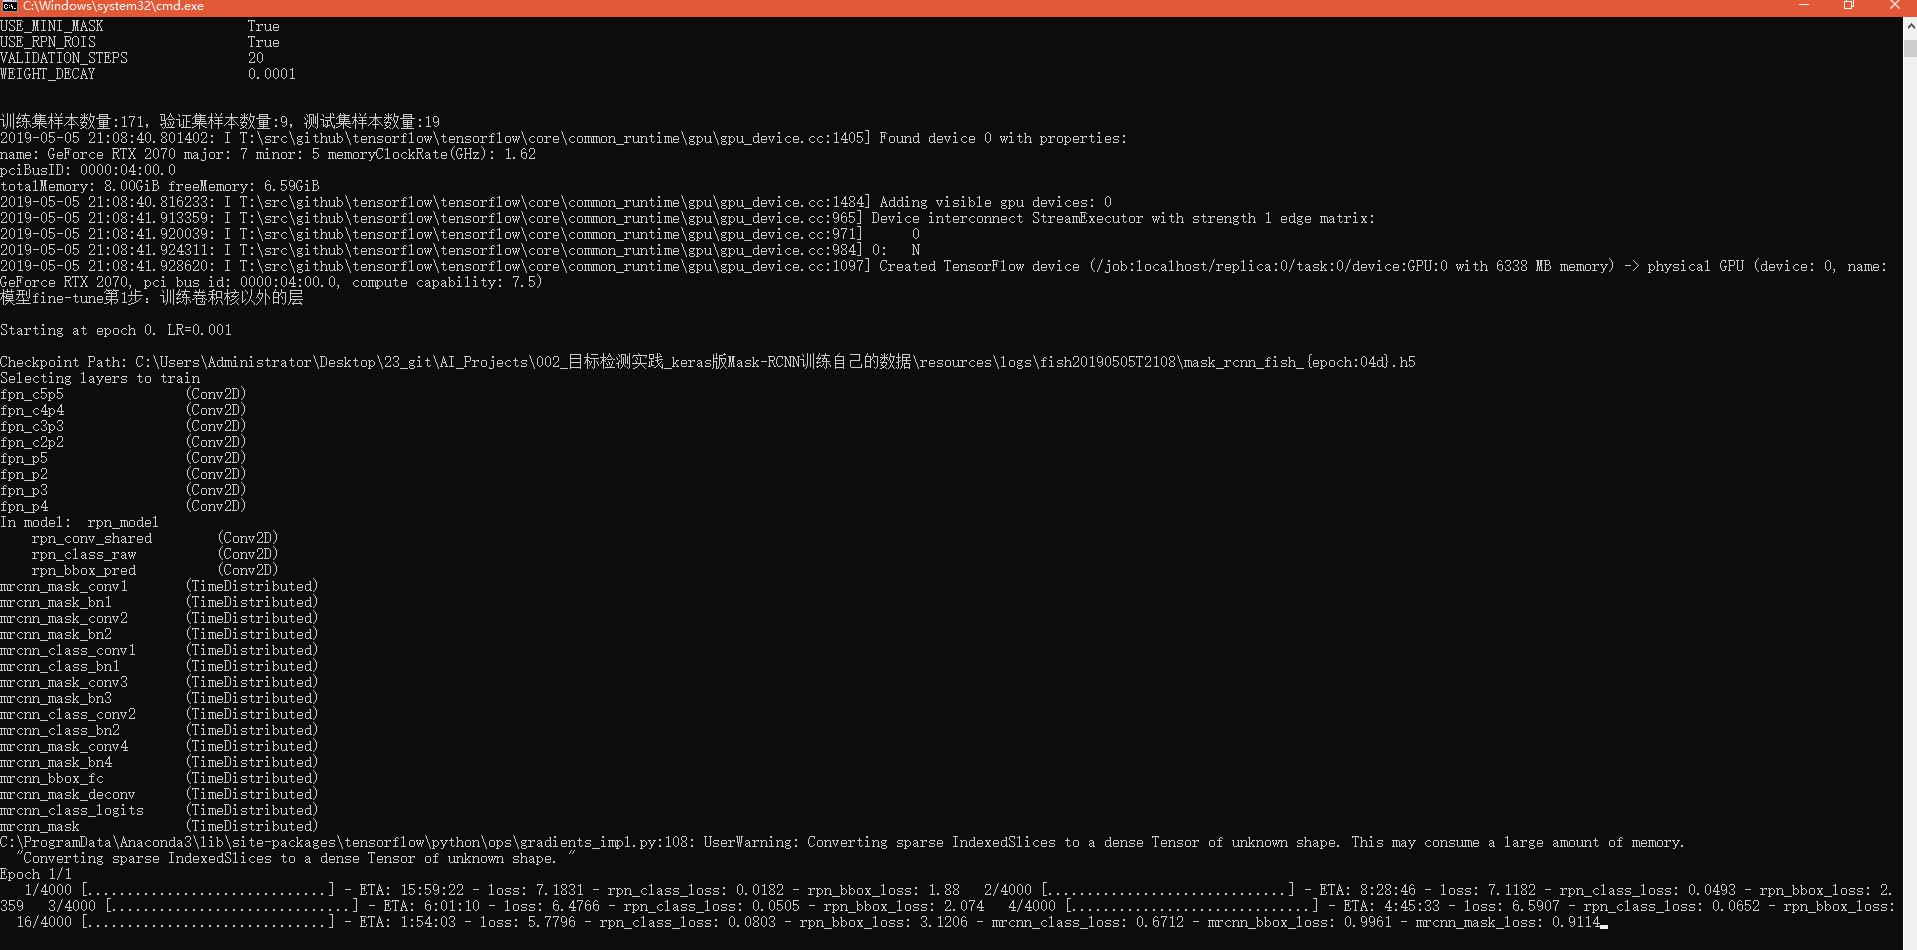 C:\Windows\system32\cmd.exe
USE_MINI_MASK True
USE_RPN_ROIS True
VALIDATION_STEPS 20
WEIGHT_DECAY 0.0001
训练集样本数量:171, 验证集样本数量:9, 测试集样本数量:19
2019-05-05 21:08:40.801402: I T:\src\github\tensorflow\tensorflow\core\common_runtime\gpu\gpu_device.cc:1405] Found device 0 with properties:
name: GeForce RTX 2070 major: 7 minor: 5 memoryClockRate(GHz): 1.62
pciBusID: 0000:04:00.0
totalMemory: 8.00GiB freeMemory: 6.59GiB
2019-05-05 21:08:40.816233: I T:\src\github\tensorflow\tensorflow\core\common_runtime\gpu\gpu_device.cc:1484] Adding visible gpu devices: 0
2019-05-05 21:08:41.913359: I T:\src\github\tensorflow\tensorflow\core\common_runtime\gpu\gpu_device.cc:965] Device interconnect StreamExecutor with strength 1 edge matrix:
2019-05-05 21:08:41.920039: I T:\src\github\tensorflow\tensorflow\core\common_runtime\gpu\gpu_device.cc:971] 0
2019-05-05 21:08:41.924311: I T:\src\github\tensorflow\tensorflow\core\common_runtime\gpu\gpu_device.cc:984] 0: N
2019-05-05 21:08:41.928620: I T:\src\github\tensorflow\tensorflow\core\common_runtime\gpu\gpu_device.cc:1097] Created TensorFlow device (/job:localhost/replica:0/task:0/device:GPU:0 with 6338 MB memory) -> physical GPU (device: 0, name:
GeForce RTX 2070, pci bus id: 0000:04:00.0, compute capability: 7.5)
模型fine-tune第1步: 训练卷积核以外的层
Starting at epoch 0. LR=0.001
Checkpoint Path: C:\Users\Administrator\Desktop\23_git\AI_Projects\002_目标检测实践_keras版Mask-RCNN训练自己的数据\resources\logs\fish20190505T2108\mask_rcnn_fish_{epoch:04d}.h5
Selecting layers to train
fpn_c5p5 (Conv2D)
fpn_c4p4 (Conv2D)
fpn_c3p3 (Conv2D)
fpn_c2p2 (Conv2D)
fpn_p5 (Conv2D)
fpn_p2 (Conv2D)
fpn_p3 (Conv2D)
fpn_p4 (Conv2D)
In model: rpn_model
rpn_conv_shared (Conv2D)
rpn_class_raw (Conv2D)
rpn_bbox_pred (Conv2D)
mrcnn_mask_conv1 (TimeDistributed)
mrcnn_mask_bn1 (TimeDistributed)
mrcnn_mask_conv2 (TimeDistributed)
mrcnn_mask_bn2 (TimeDistributed)
mrcnn_class_conv1 (TimeDistributed)
mrcnn_class_bn1 (TimeDistributed)
mrcnn_mask_conv3 (TimeDistributed)
mrcnn_mask_bn3 (TimeDistributed)
mrcnn_class_conv2 (TimeDistributed)
mrcnn_class_bn2 (TimeDistributed)
mrcnn_mask_conv4 (TimeDistributed)
mrcnn_mask_bn4 (TimeDistributed)
mrcnn_bbox_fc (TimeDistributed)
mrcnn_mask_deconv (TimeDistributed)
mrcnn_class_logits (TimeDistributed)
mrcnn_mask (TimeDistributed)
C:\ProgramData\Anaconda3\lib\site-packages\tensorflow\python\ops\gradients_impl.py:108: UserWarning: Converting sparse IndexedSlices to a dense Tensor of unknown shape. This may consume a large amount of memory.
"Converting sparse IndexedSlices to a dense Tensor of unknown shape. "
Epoch 1/1
1/4000 [..............................] - ETA: 15:59:22 - loss: 7.1831 - rpn_class_loss: 0.0182 - rpn_bbox_loss: 1.88 2/4000 [..............................] - ETA: 8:28:46 - loss: 7.1182 - rpn_class_loss: 0.0493 - rpn_bbox_loss: 2.
359 3/4000 [..............................] - ETA: 6:01:10 - loss: 6.4766 - rpn_class_loss: 0.0505 - rpn_bbox_loss: 2.074 4/4000 [..............................] - ETA: 4:45:33 - loss: 6.5907 - rpn_class_loss: 0.0652 - rpn_bbox_loss:
16/4000 [..............................] - ETA: 1:54:03 - loss: 5.7796 - rpn_class_loss: 0.0803 - rpn_bbox_loss: 3.1206 - mrcnn_class_loss: 0.6712 - mrcnn_bbox_loss: 0.9961 - mrcnn_mask_loss: 0.9114